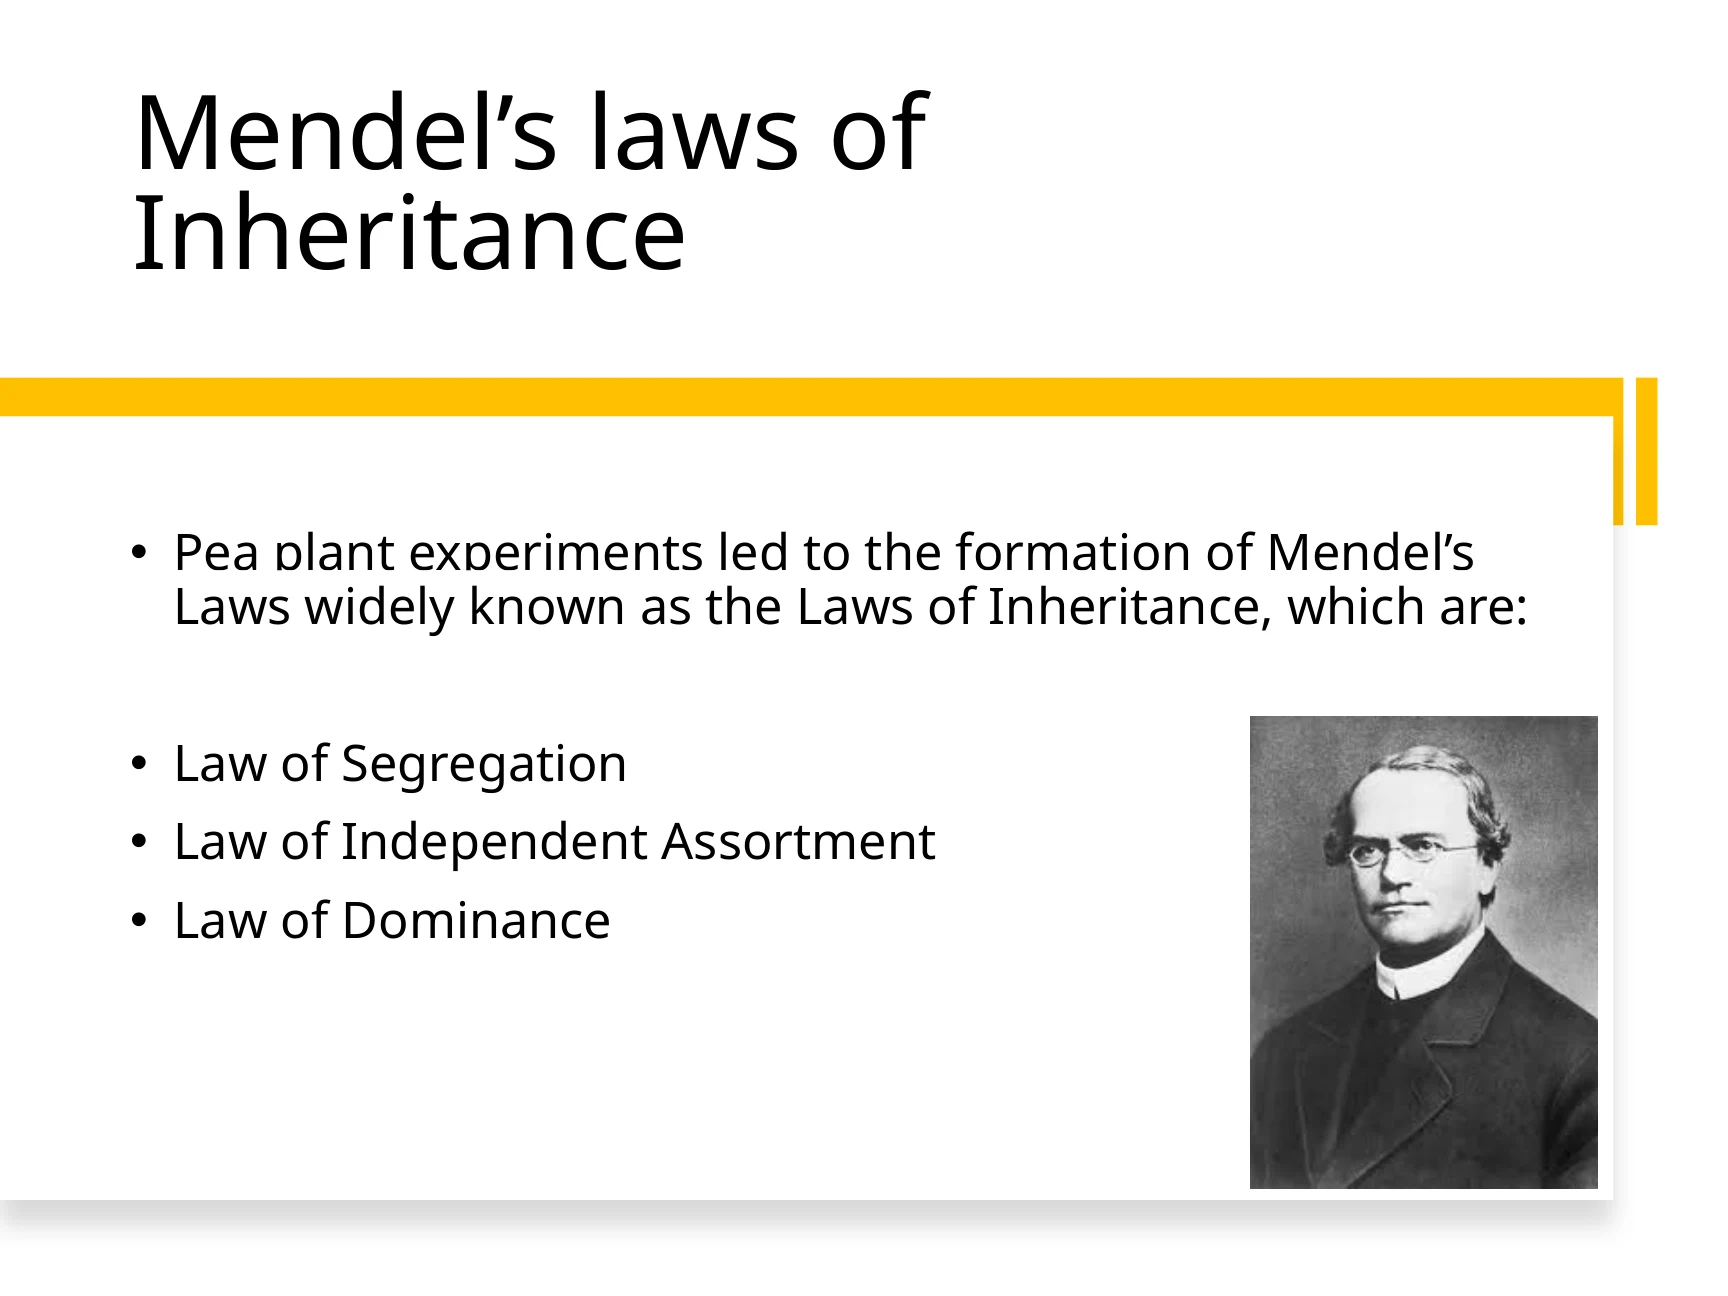 Mendel’s laws of
Inheritance
• Pea plant experiments led to the formation of Mendel’s
Laws widely known as the Laws of Inheritance, which are:
• Law of Segregation
• Law of Independent Assortment
• Law of Dominance